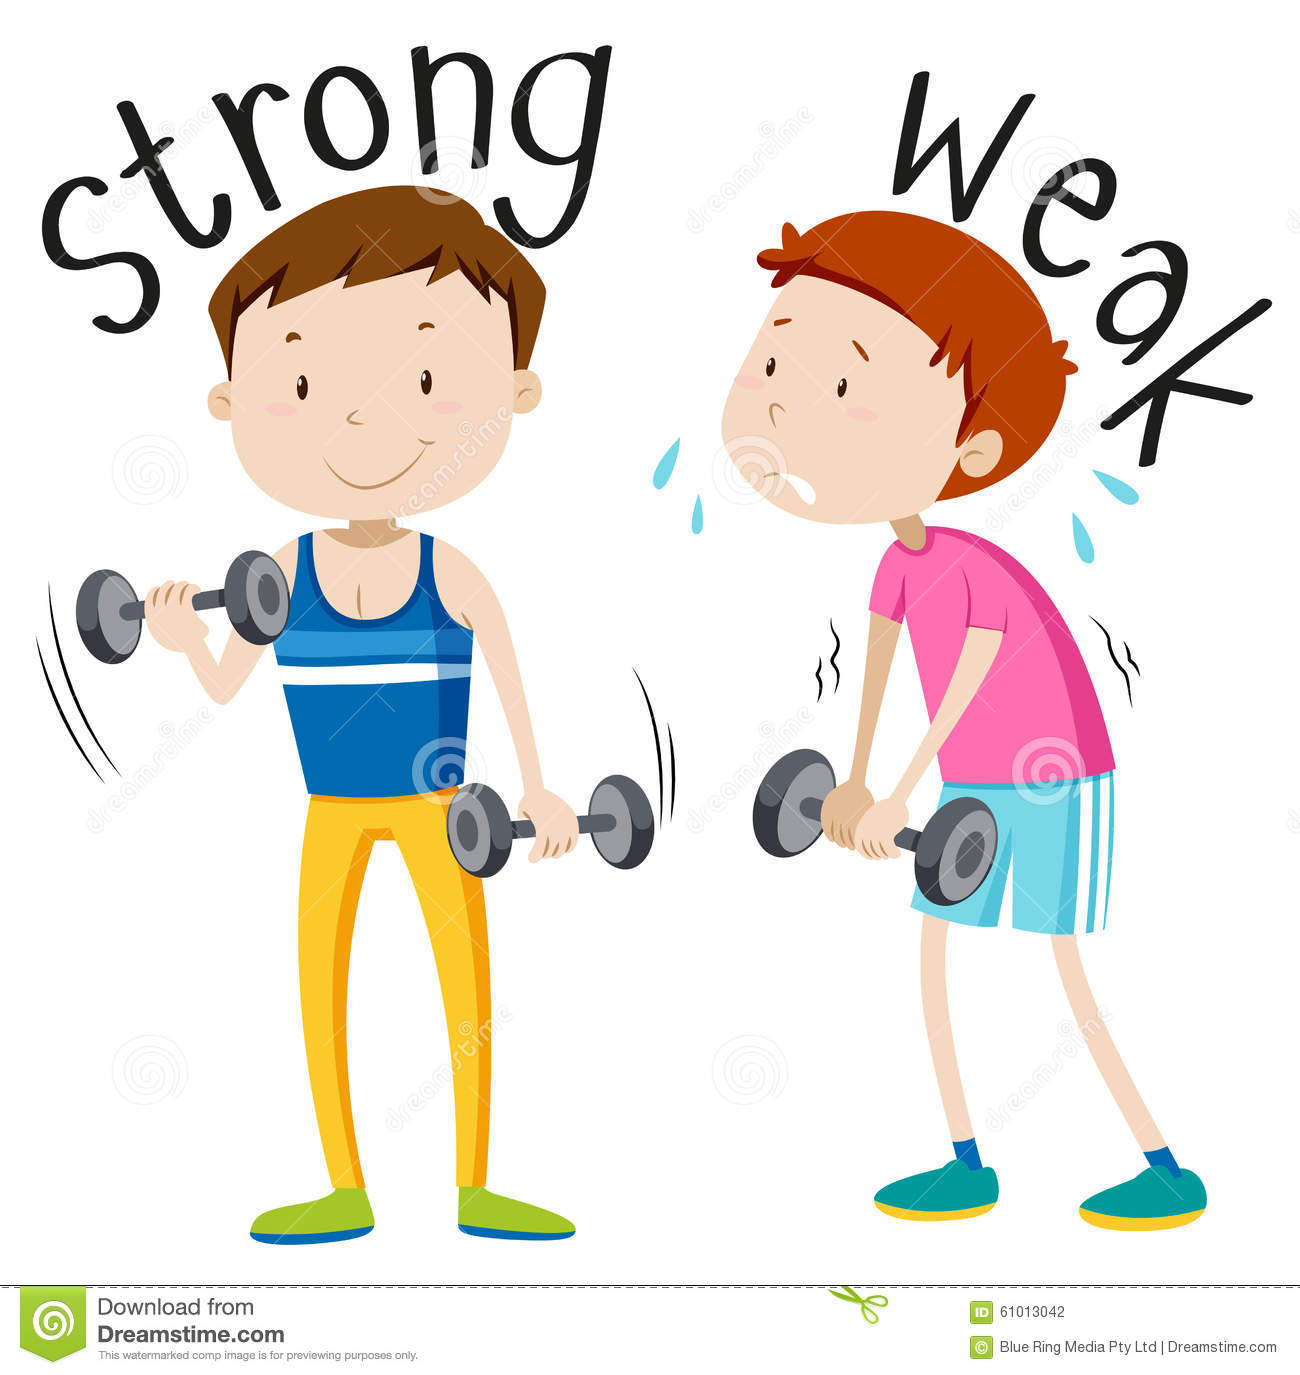 strong
weak
Download from
Dreamstime.com
This watermarked comp image is for previewing purposes only.
ID 61013042
© Blue Ring Media Pty Ltd | Dreamstime.com
dreamstime